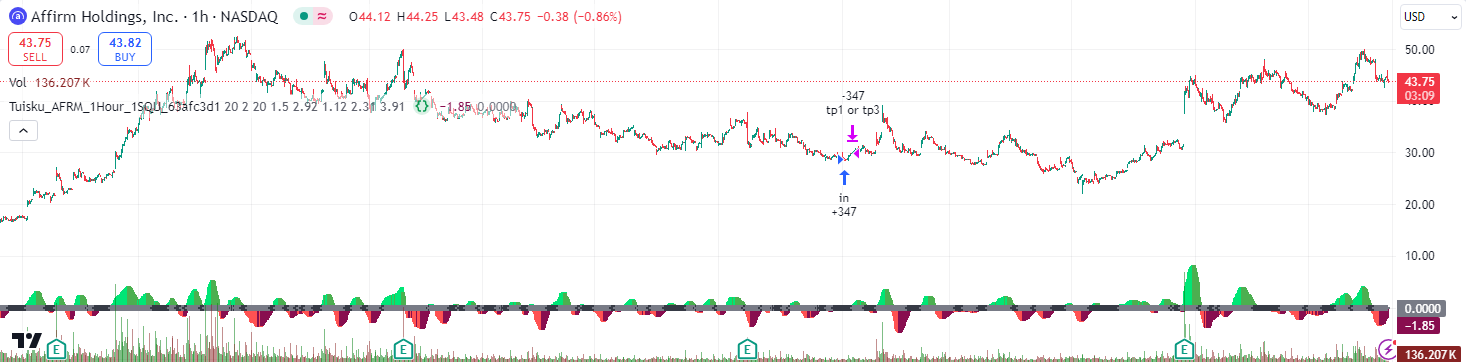 Affirm Holdings, Inc. · 1h · NASDAQ O44.12 H44.25 L43.48 C43.75 −0.38 (−0.86%)
USD
43.75 SELL
0.07
43.82 BUY
Vol 136.207 K
Tuisku_AFRM_1Hour_1SQU_63afc3d1 20 2 20 1.5 2.92 1.12 2.31 3.91 {} −1.85 0.0000
50.00
43.75
03:09
40.00
30.00
20.00
10.00
-347
tp1 or tp3
in
+347
0.0000
−1.85
E
E
E
E
136.207 K